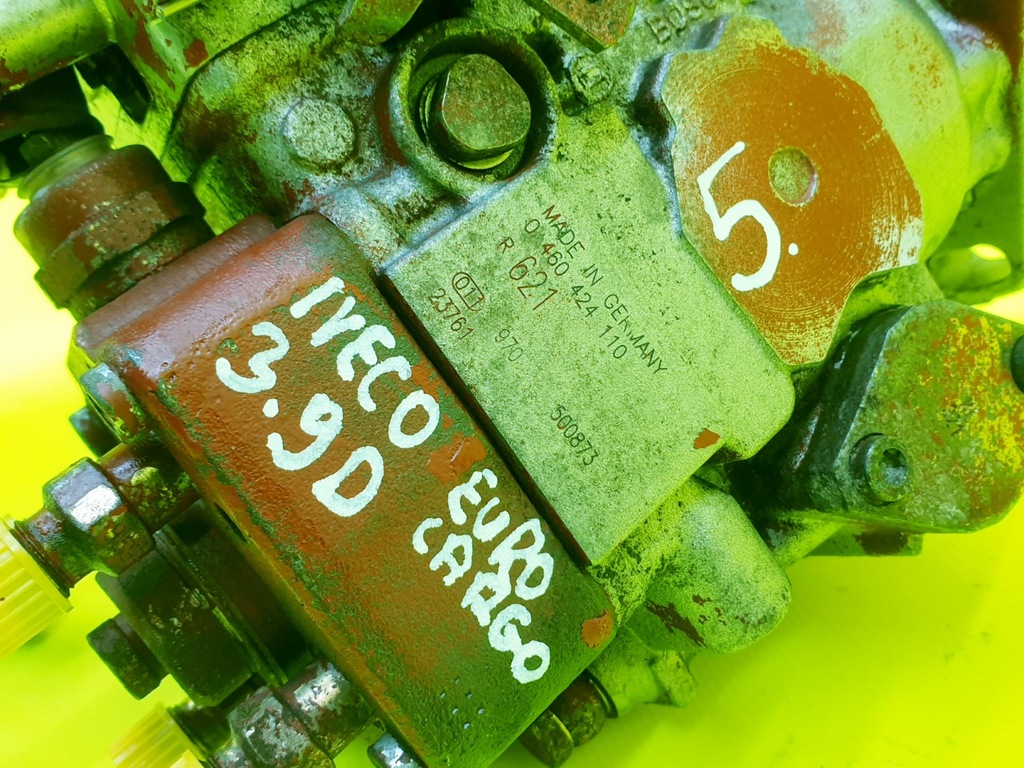 BOSCH
5.
MADE IN GERMANY
0 460 424 110
R 621
970
23761
500873
IVECO
3.9D
EURO
CARGO